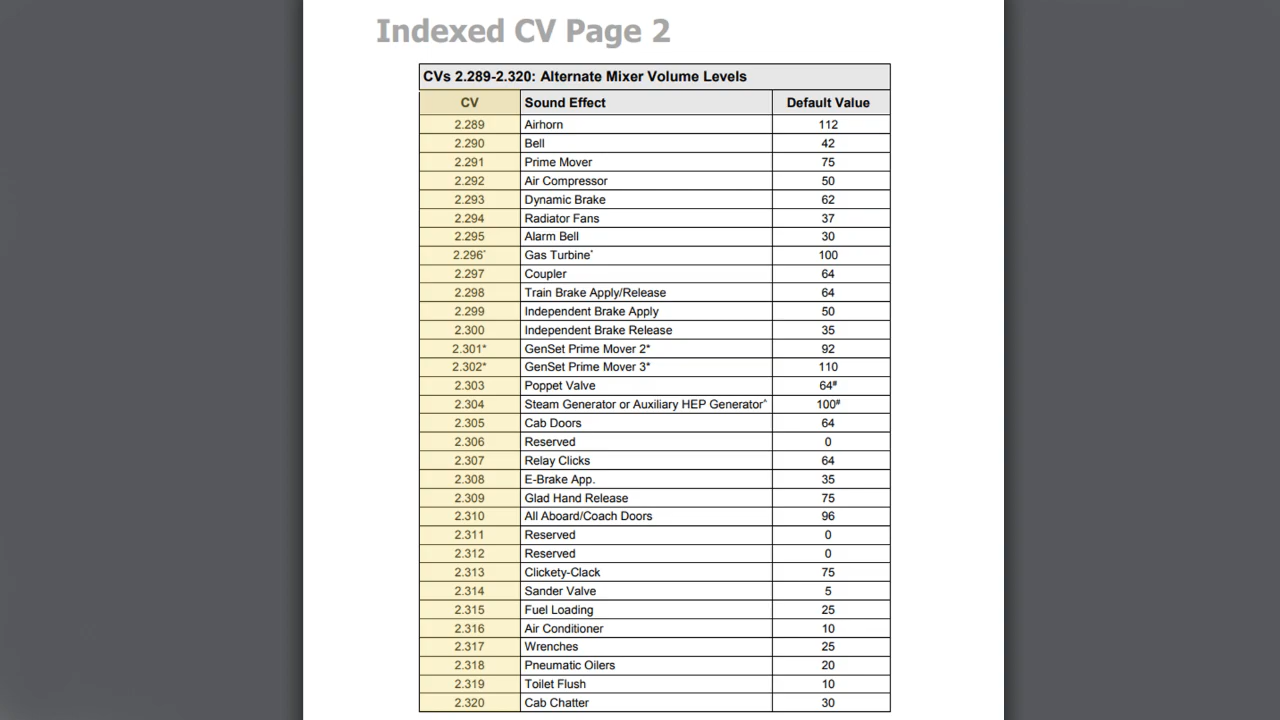 Indexed CV Page 2
CVs 2.289-2.320: Alternate Mixer Volume Levels
CV Sound Effect Default Value
2.289 Airhorn 112
2.290 Bell 42
2.291 Prime Mover 75
2.292 Air Compressor 50
2.293 Dynamic Brake 62
2.294 Radiator Fans 37
2.295 Alarm Bell 30
2.296^ Gas Turbine^ 100
2.297 Coupler 64
2.298 Train Brake Apply/Release 64
2.299 Independent Brake Apply 50
2.300 Independent Brake Release 35
2.301* GenSet Prime Mover 2* 92
2.302* GenSet Prime Mover 3* 110
2.303 Poppet Valve 64#
2.304 Steam Generator or Auxiliary HEP Generator^ 100#
2.305 Cab Doors 64
2.306 Reserved 0
2.307 Relay Clicks 64
2.308 E-Brake App. 35
2.309 Glad Hand Release 75
2.310 All Aboard/Coach Doors 96
2.311 Reserved 0
2.312 Reserved 0
2.313 Clickety-Clack 75
2.314 Sander Valve 5
2.315 Fuel Loading 25
2.316 Air Conditioner 10
2.317 Wrenches 25
2.318 Pneumatic Oilers 20
2.319 Toilet Flush 10
2.320 Cab Chatter 30